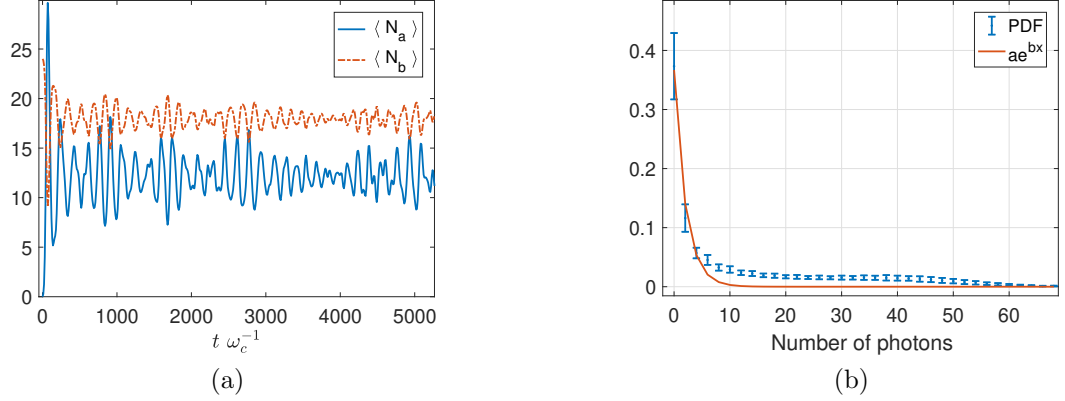 25
20
15
10
5
0
⟨ N_a ⟩
⟨ N_b ⟩
0 1000 2000 3000 4000 5000
t ω_c^{-1}
(a)
0.4
0.3
0.2
0.1
0
PDF
ae^{bx}
0 10 20 30 40 50 60
Number of photons
(b)